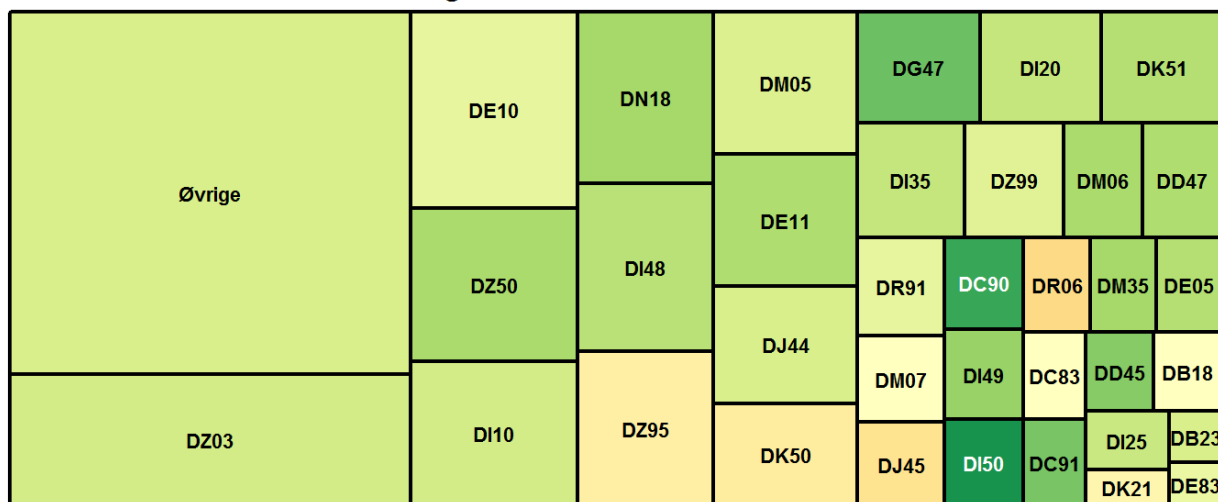 Øvrige
DZ03
DE10
DZ50
DI10
DN18
DI48
DZ95
DM05
DE11
DJ44
DK50
DG47
DI20
DK51
DI35
DZ99
DM06
DD47
DR91
DC90
DR06
DM35
DE05
DM07
DI49
DC83
DD45
DB18
DJ45
DI50
DC91
DI25
DB23
DK21
DE83